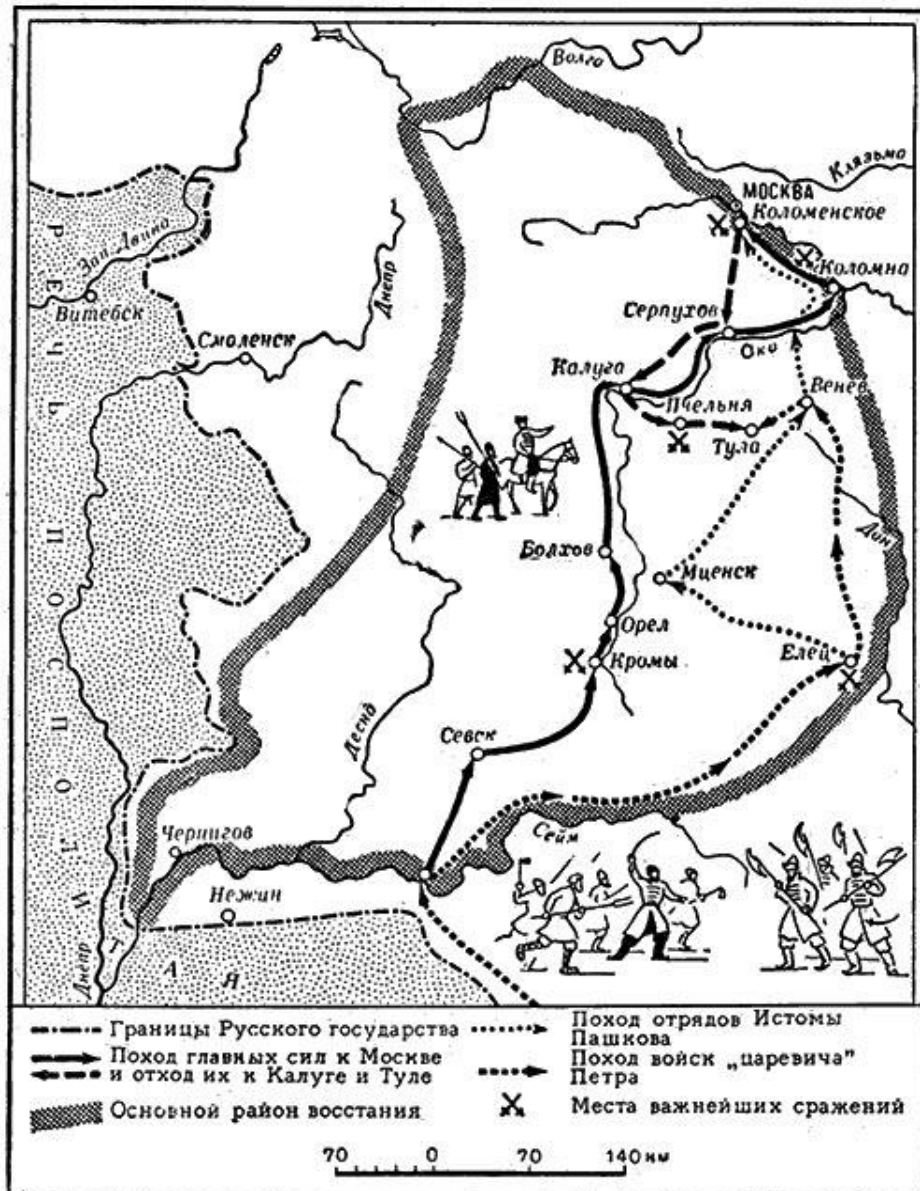 Волга
Клязьма
МОСКВА
Коломенское
Коломна
Зап. Двина
Витебск
Днепр
Смоленск
Серпухов
Ока
Калуга
Пчельня
Венев
Тула
Дон
Болхов
Мценск
Орел
Кромы
Елей
Десна
Севск
Сейм
Чернигов
Нежин
Днепр
РЕЧЬ ПОСПОЛИТАЯ
Границы Русского государства
Поход главных сил к Москве
и отход их к Калуге и Туле
Основной район восстания
Поход отрядов Истомы
Пашкова
Поход войск „царевича"
Петра
Места важнейших сражений
70 0 70 140 км